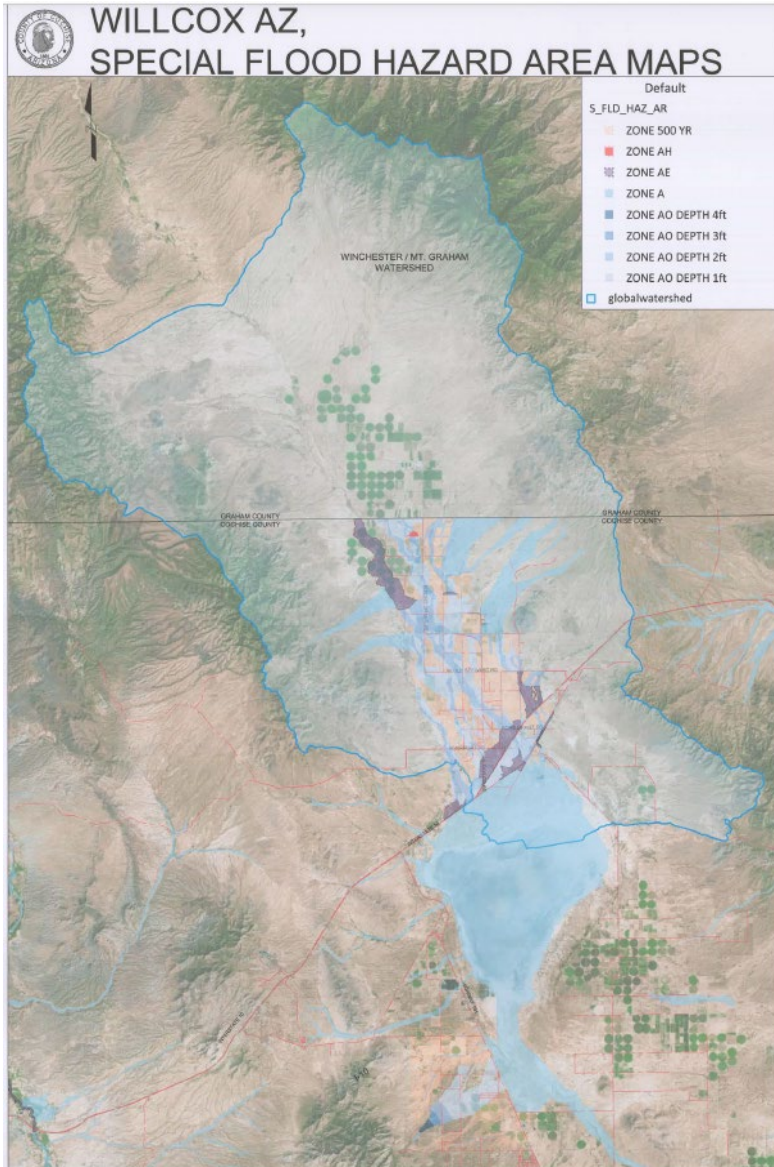 WILLCOX AZ,
SPECIAL FLOOD HAZARD AREA MAPS
Default
S_FLD_HAZ_AR
ZONE 500 YR
ZONE AH
ZONE AE
ZONE A
ZONE AO DEPTH 4ft
ZONE AO DEPTH 3ft
ZONE AO DEPTH 2ft
ZONE AO DEPTH 1ft
globalwatershed
WINCHESTER / MT. GRAHAM
WATERSHED
GRAHAM COUNTY
COCHISE COUNTY
GRAHAM COUNTY
COCHISE COUNTY
I-10